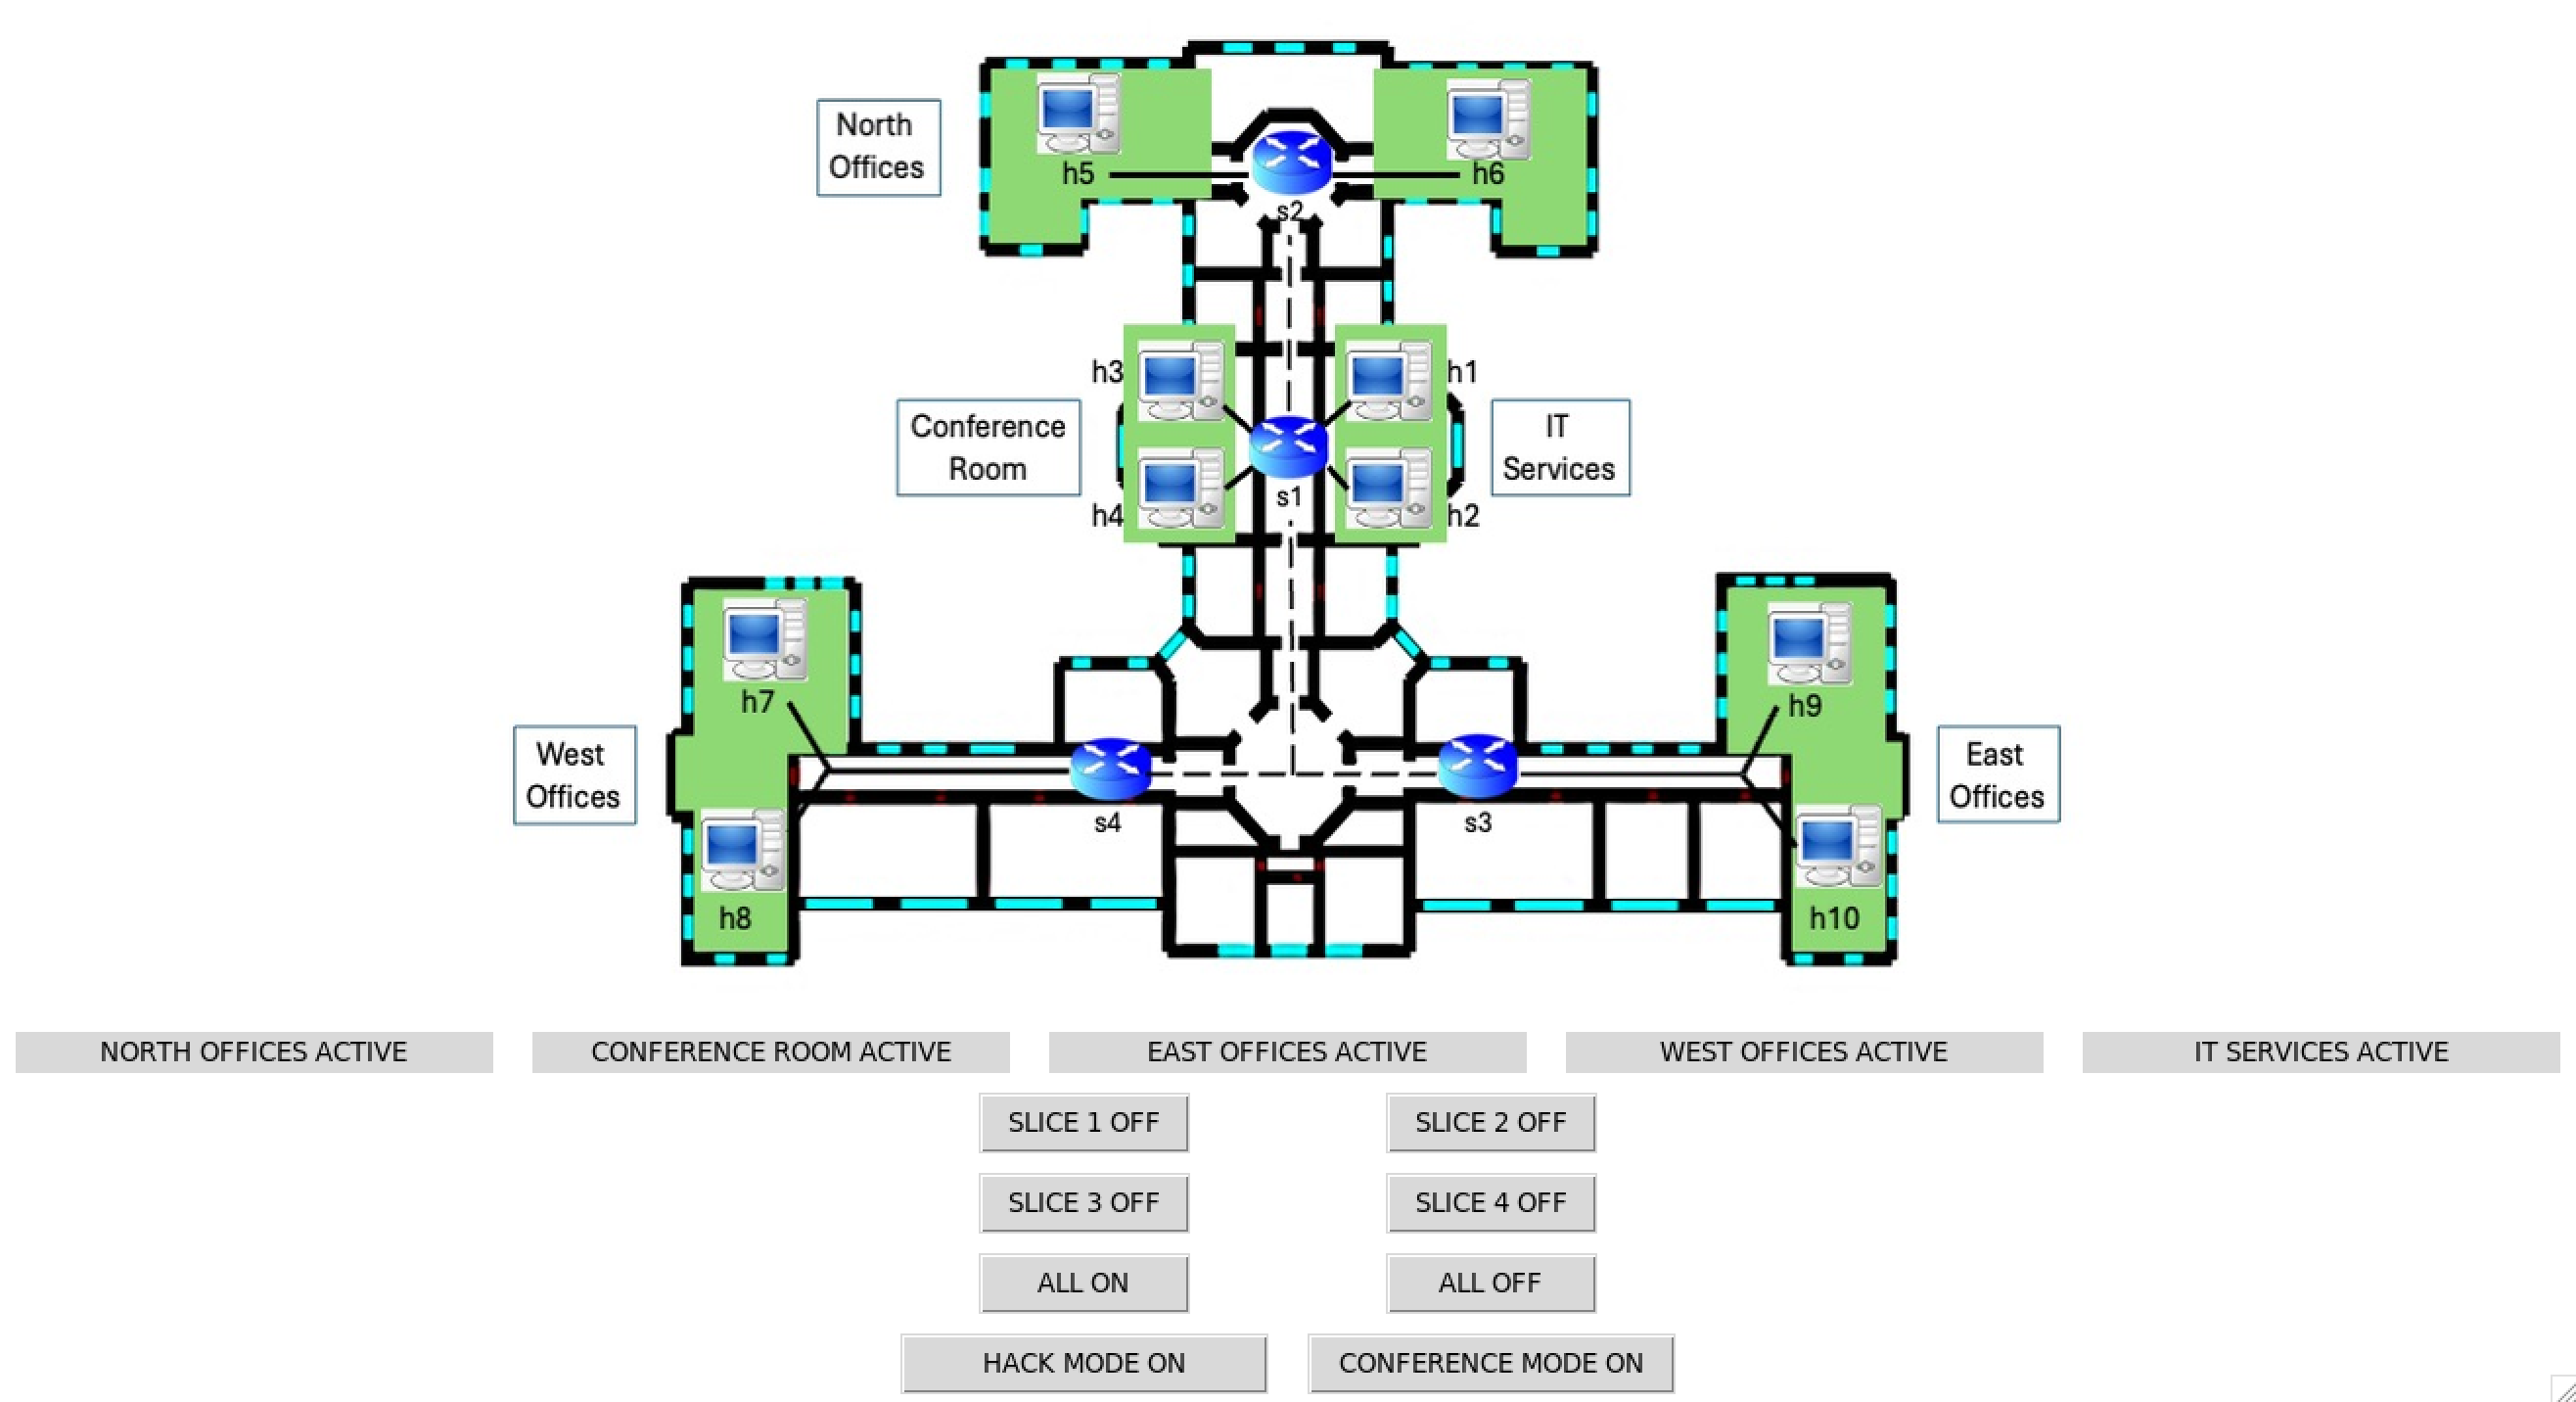 North
Offices
h5
h6
s2
h3
h1
Conference
Room
IT
Services
s1
h4
h2
h7
h9
West
Offices
East
Offices
s4
s3
h8
h10
NORTH OFFICES ACTIVE
CONFERENCE ROOM ACTIVE
EAST OFFICES ACTIVE
WEST OFFICES ACTIVE
IT SERVICES ACTIVE
SLICE 1 OFF
SLICE 2 OFF
SLICE 3 OFF
SLICE 4 OFF
ALL ON
ALL OFF
HACK MODE ON
CONFERENCE MODE ON